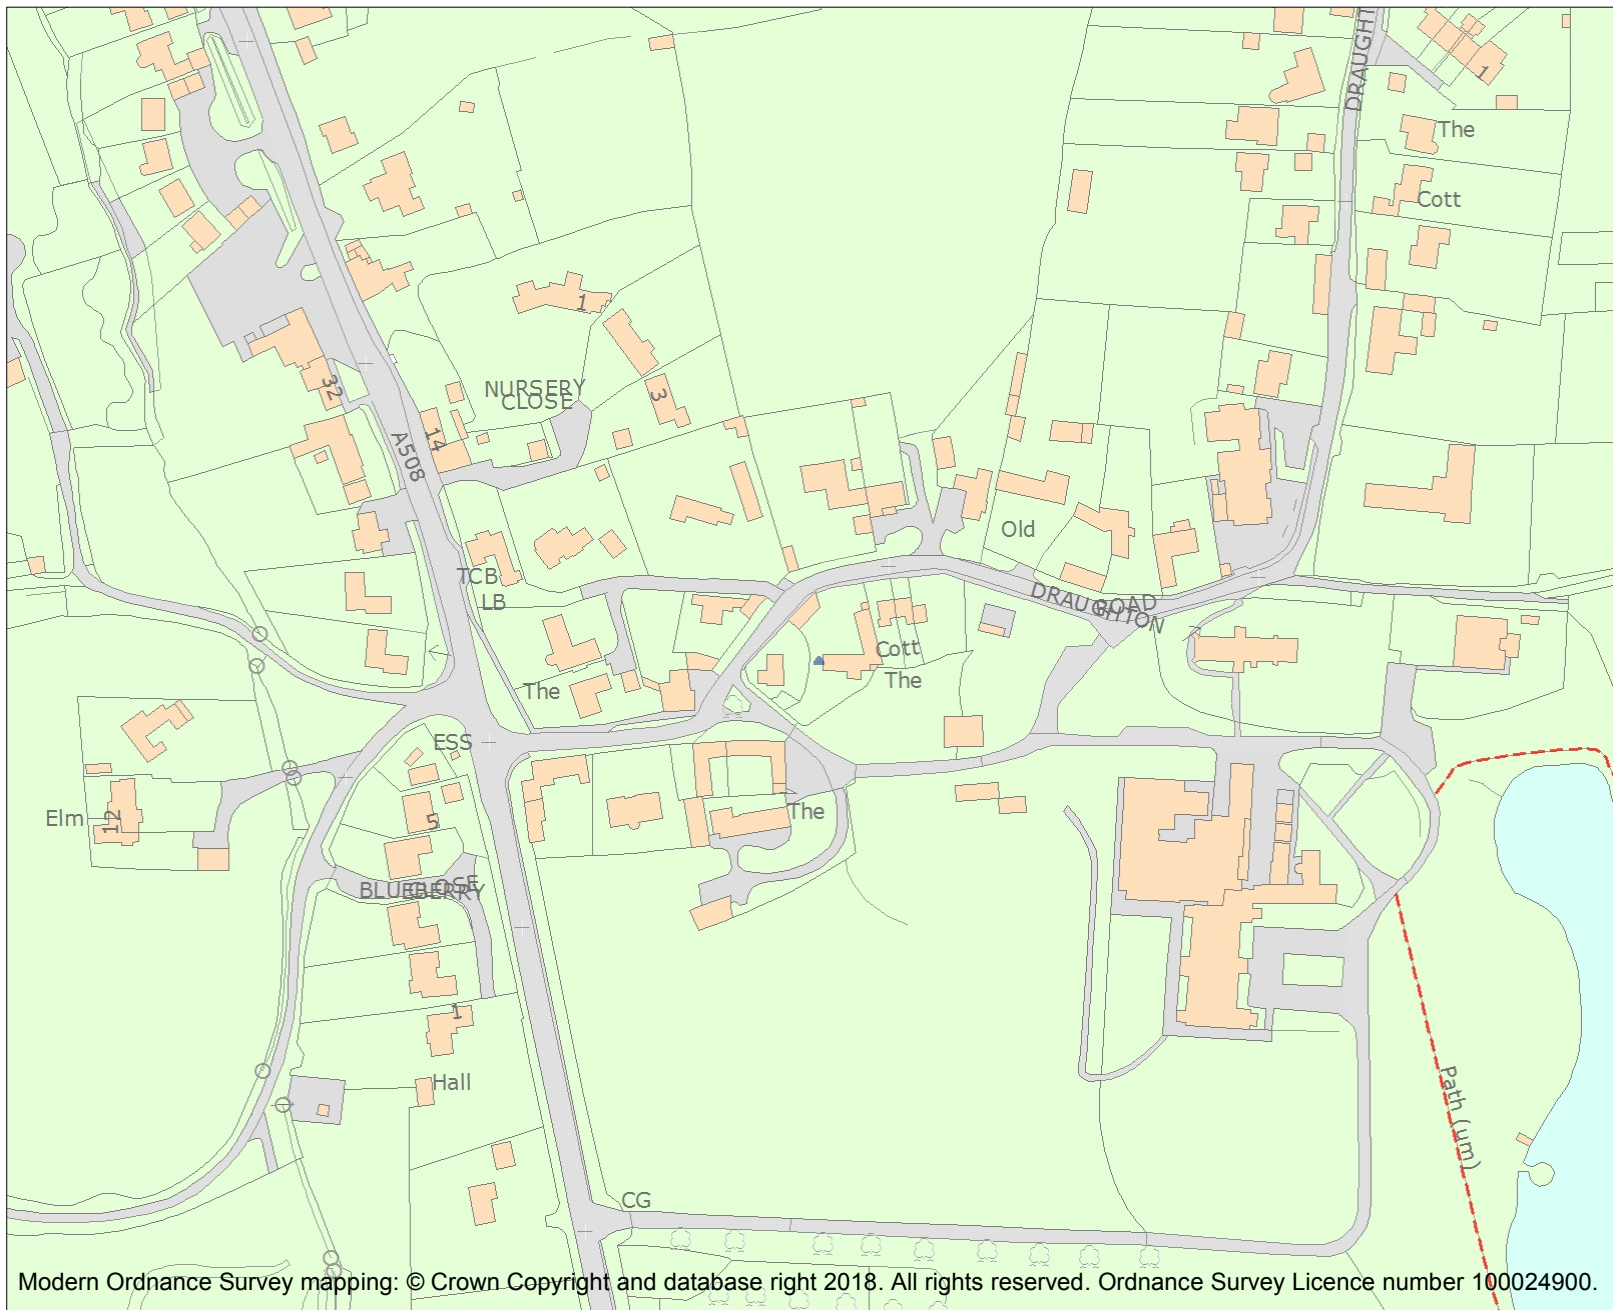 DRAUGHT
1
The
Cott
1
NURSERY
CLOSE
32
3
14
A508
Old
TCB
LB
DRAUGHTON
ROAD
Cott
The
The
ESS
Elm
12
5
The
BLUEBERRY
CLOSE
1
Hall
Path (um)
CG
Modern Ordnance Survey mapping: © Crown Copyright and database right 2018. All rights reserved. Ordnance Survey Licence number 100024900.